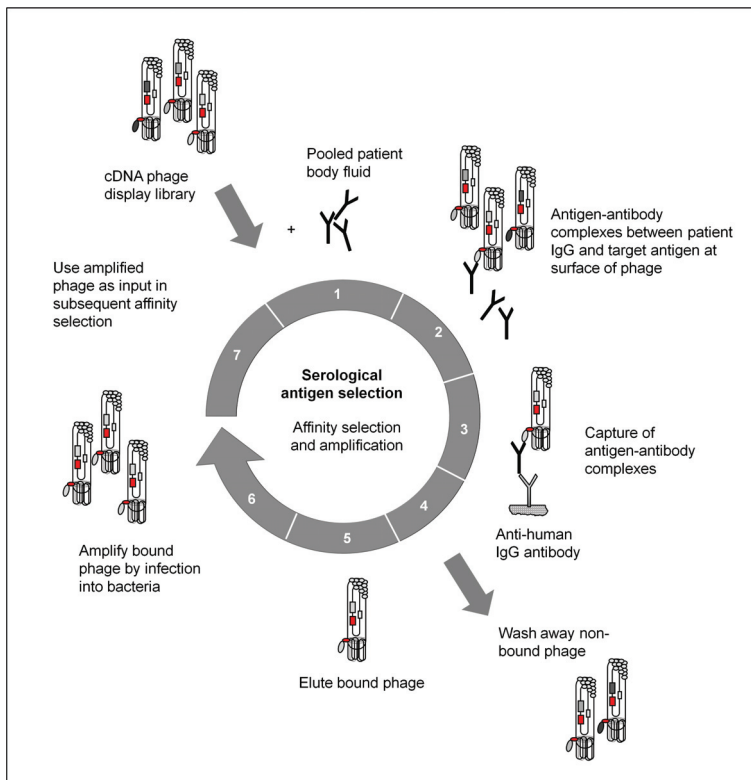 cDNA phage
display library
Pooled patient
body fluid
+
Antigen-antibody
complexes between patient
IgG and target antigen at
surface of phage
Use amplified
phage as input in
subsequent affinity
selection
1
2
3
4
5
6
7
Serological
antigen selection
Affinity selection
and amplification
Capture of
antigen-antibody
complexes
Anti-human
IgG antibody
Wash away non-
bound phage
Elute bound phage
Amplify bound
phage by infection
into bacteria